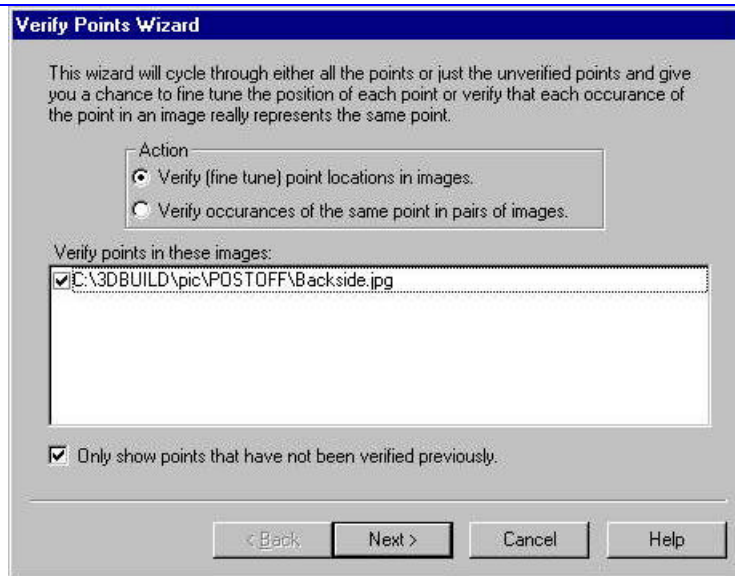 Verify Points Wizard
This wizard will cycle through either all the points or just the unverified points and give
you a chance to fine tune the position of each point or verify that each occurance of
the point in an image really represents the same point.
Action
Verify (fine tune) point locations in images.
Verify occurances of the same point in pairs of images.
Verify points in these images:
C:\3DBUILD\pic\POSTOFF\Backside.jpg
Only show points that have not been verified previously.
< Back Next > Cancel Help